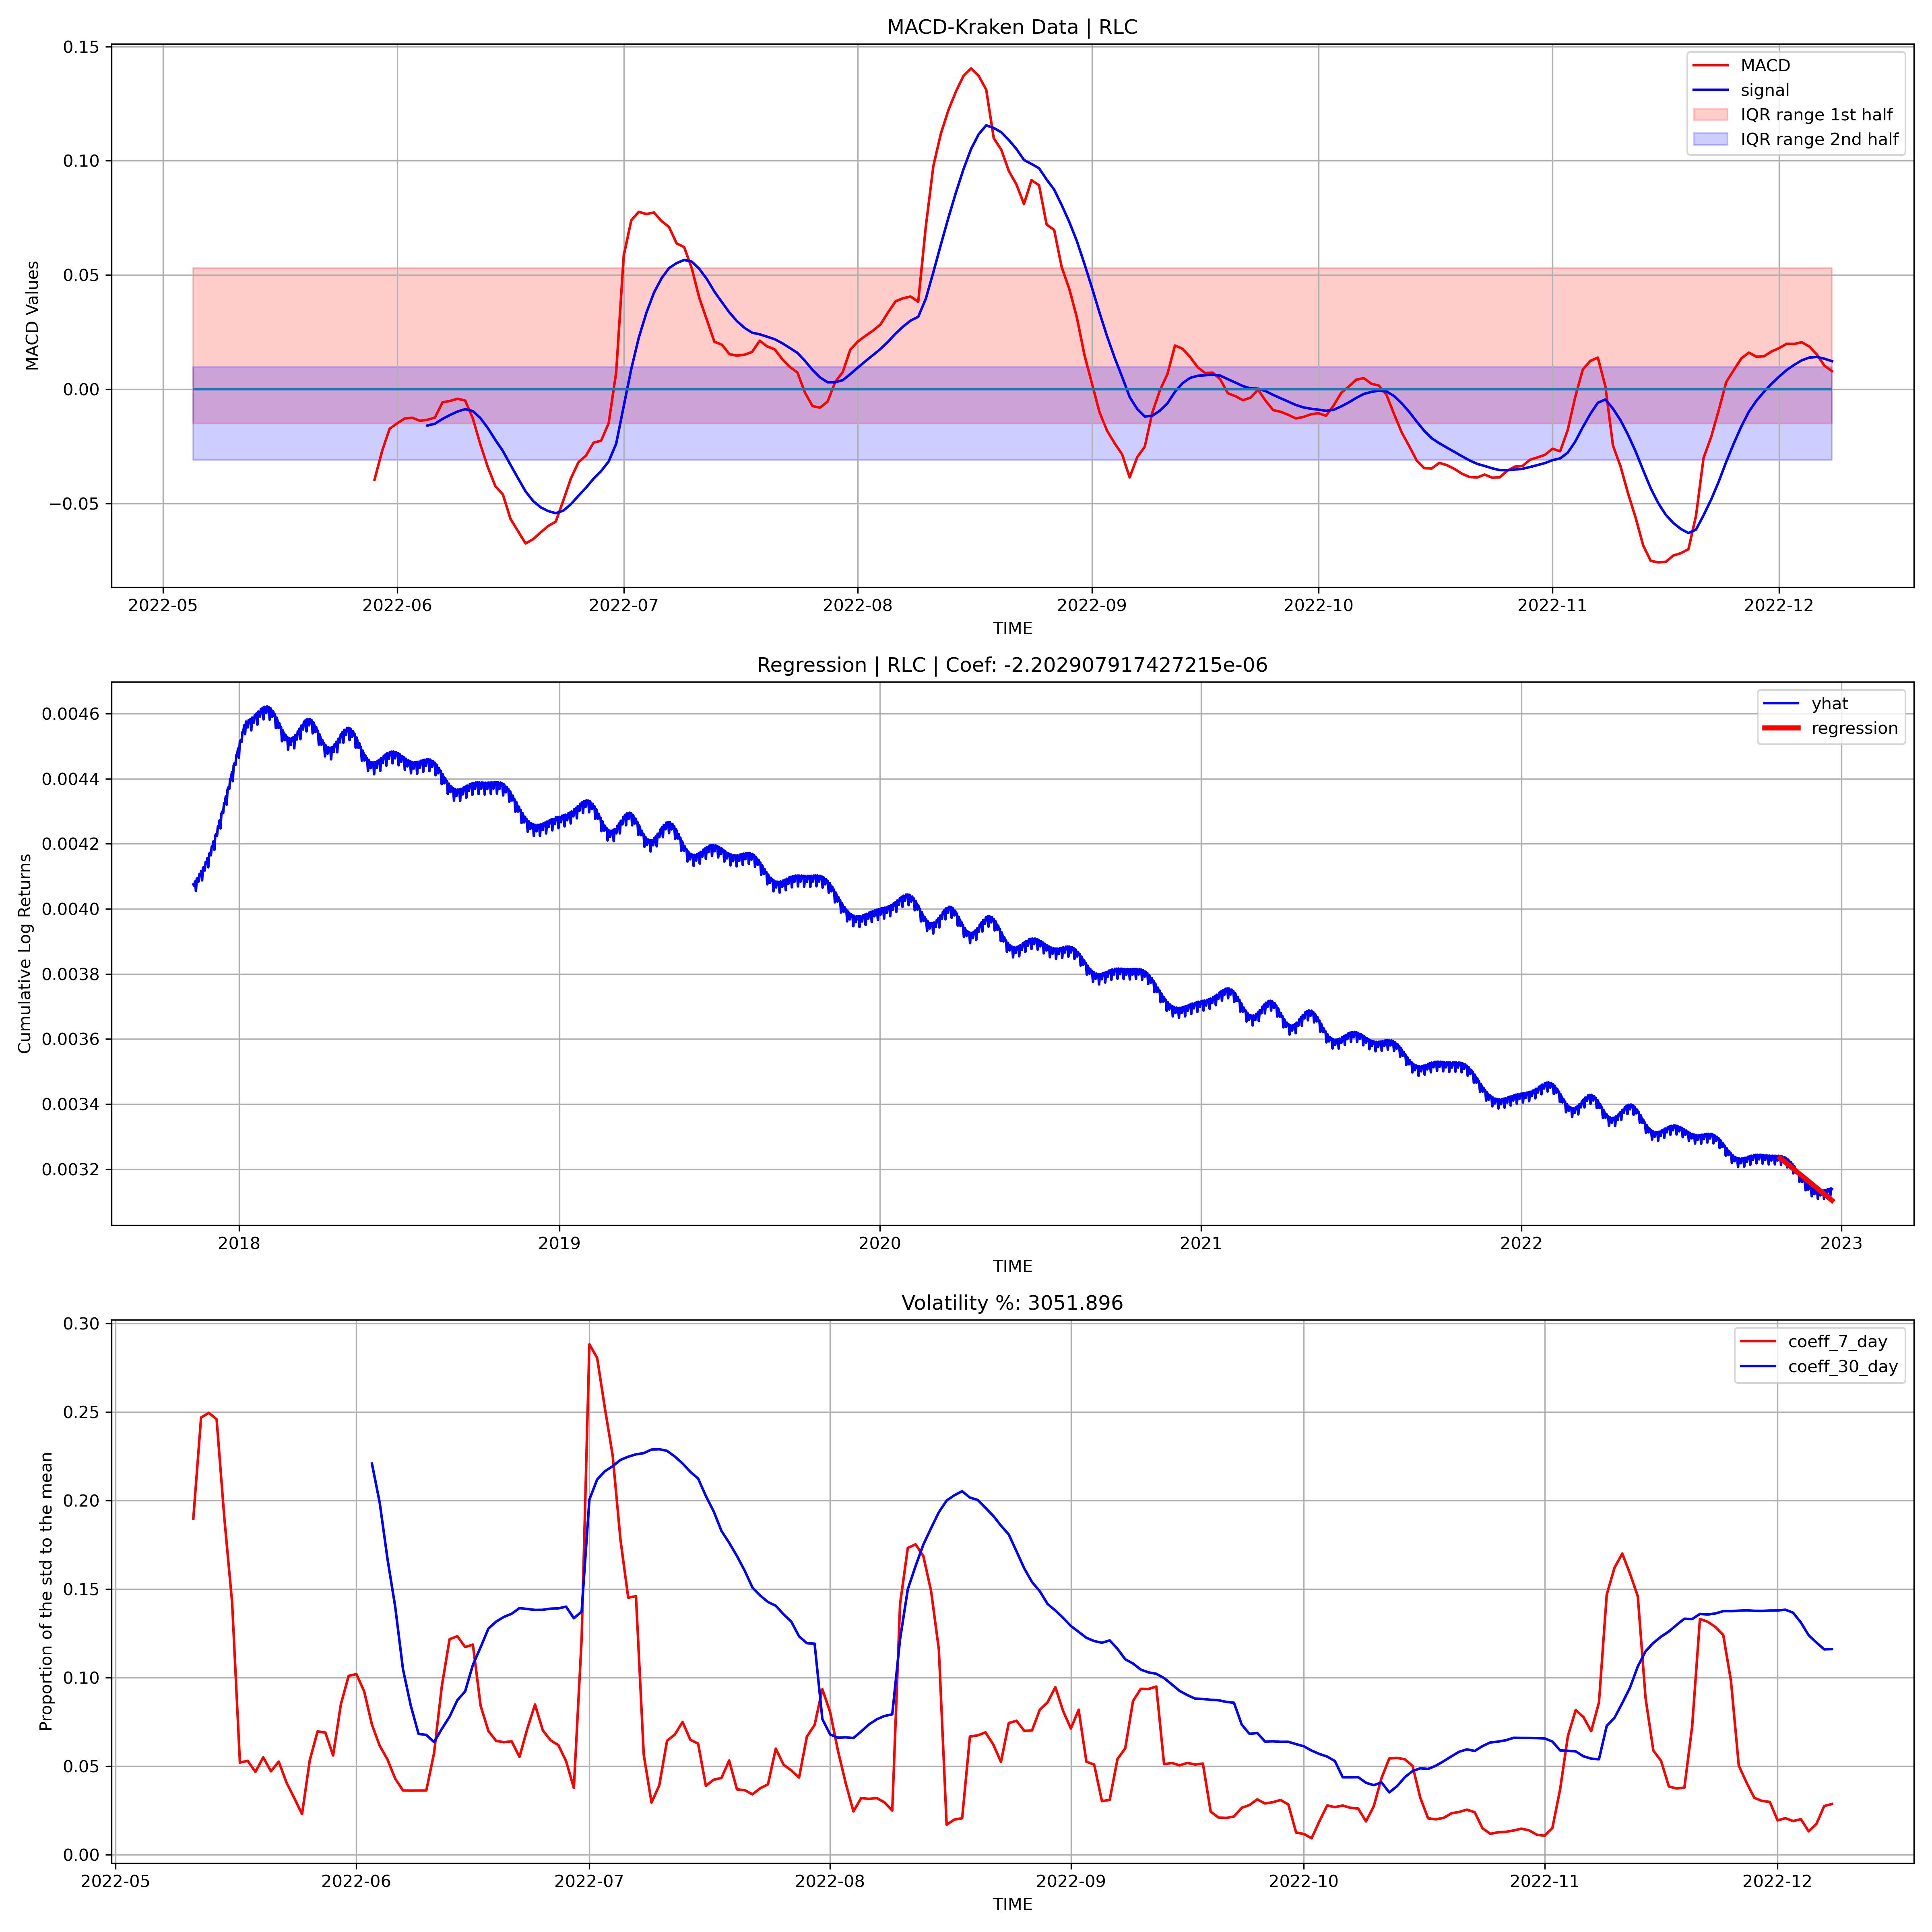 MACD-Kraken Data | RLC
0.15
0.10
0.05
0.00
−0.05
MACD Values
MACD
signal
IQR range 1st half
IQR range 2nd half
2022-05 2022-06 2022-07 2022-08 2022-09 2022-10 2022-11 2022-12
TIME
Regression | RLC | Coef: -2.202907917427215e-06
0.0046
0.0044
0.0042
0.0040
0.0038
0.0036
0.0034
0.0032
Cumulative Log Returns
yhat
regression
2018 2019 2020 2021 2022 2023
TIME
Volatility %: 3051.896
0.30
0.25
0.20
0.15
0.10
0.05
0.00
Proportion of the std to the mean
coeff_7_day
coeff_30_day
2022-05 2022-06 2022-07 2022-08 2022-09 2022-10 2022-11 2022-12
TIME